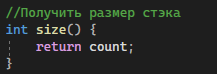 //Получить размер стэка
int size() {
    return count;
}